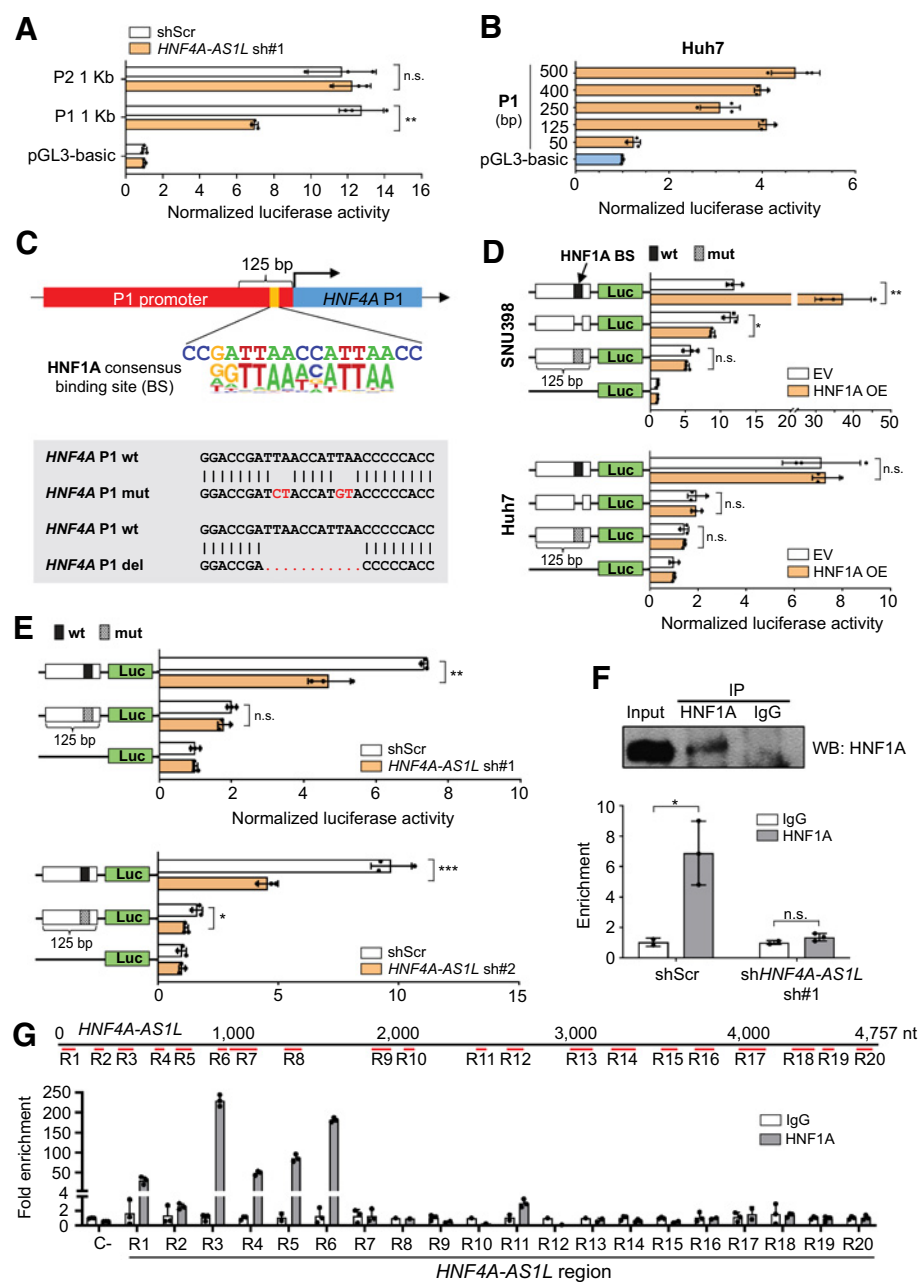 A
shScr
HNF4A-AS1L sh#1
P2 1 Kb
n.s.
P1 1 Kb
**
pGL3-basic
0 2 4 6 8 10 12 14 16
Normalized luciferase activity
B
Huh7
P1
(bp)
500
400
250
125
50
pGL3-basic
0 2 4 6
Normalized luciferase activity
C
125 bp
P1 promoter
HNF4A P1
CCGATTAACCATTAACC
HNF1A consensus
binding site (BS)
HNF4A P1 wt GGACCGATTAACCATTAACCCCCACC
HNF4A P1 mut GGACCGATCTACCATGTACCCCCACC
HNF4A P1 wt GGACCGATTAACCATTAACCCCCACC
HNF4A P1 del GGACCGA...........CCCCCACC
D
HNF1A BS
wt mut
SNU398
Luc
**
Luc
*
Luc
n.s.
125 bp
Luc
EV
HNF1A OE
0 5 10 15 20 30 40 50
Huh7
Luc
n.s.
Luc
n.s.
Luc
n.s.
125 bp
Luc
EV
HNF1A OE
0 2 4 6 8 10
Normalized luciferase activity
E
wt mut
Luc
**
Luc
n.s.
125 bp
Luc
shScr
HNF4A-AS1L sh#1
0 2 4 6 8 10
Normalized luciferase activity
Luc
***
Luc
*
125 bp
Luc
shScr
HNF4A-AS1L sh#2
0 5 10 15
F
IP
Input HNF1A IgG
WB: HNF1A
Enrichment
10
8
6
4
2
0
*
n.s.
IgG
HNF1A
shScr
shHNF4A-AS1L
sh#1
G
0 HNF4A-AS1L 1,000 2,000 3,000 4,000 4,757 nt
R1 R2 R3 R4 R5 R6 R7 R8 R9 R10 R11 R12 R13 R14 R15 R16 R17 R18 R19 R20
Fold enrichment
250
200
150
100
50
4
2
0
IgG
HNF1A
C- R1 R2 R3 R4 R5 R6 R7 R8 R9 R10 R11 R12 R13 R14 R15 R16 R17 R18 R19 R20
HNF4A-AS1L region